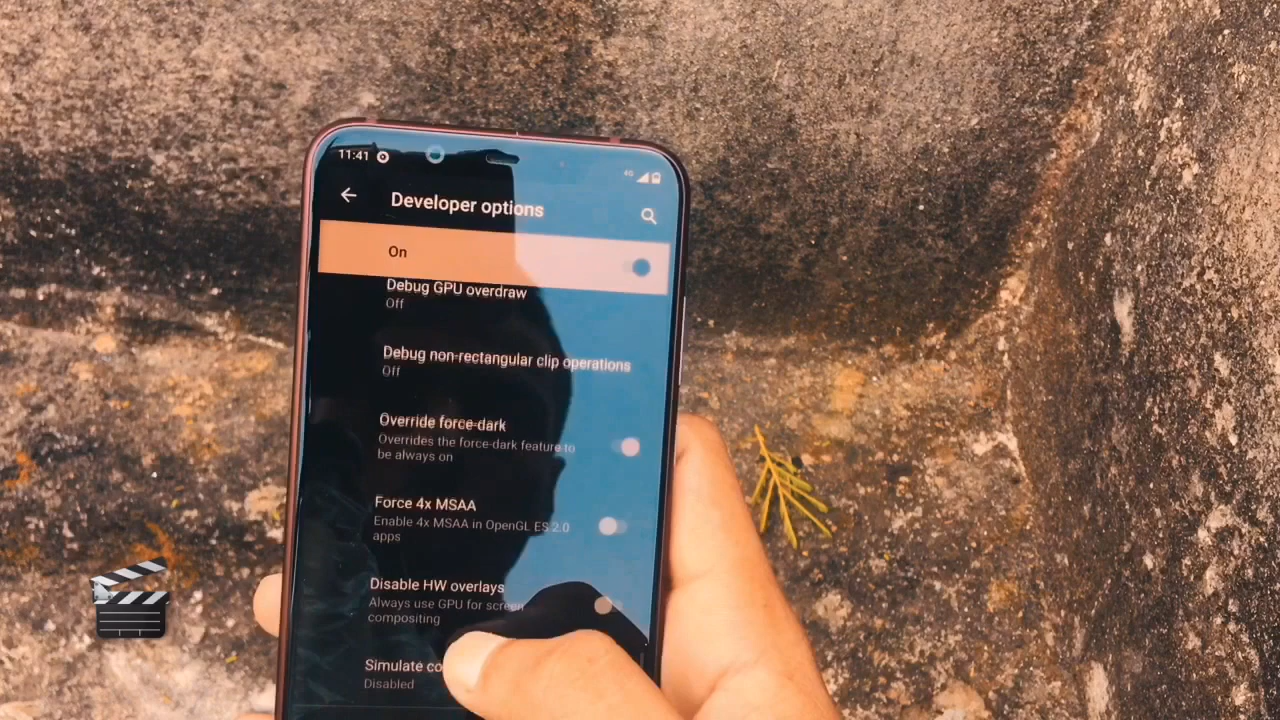 11:41
4G
Developer options
On
Debug GPU overdraw
Off
Debug non-rectangular clip operations
Off
Override force-dark
Overrides the force-dark feature to
be always on
Force 4x MSAA
Enable 4x MSAA in OpenGL ES 2.0
apps
Disable HW overlays
Always use GPU for screen
compositing
Simulate co
Disabled